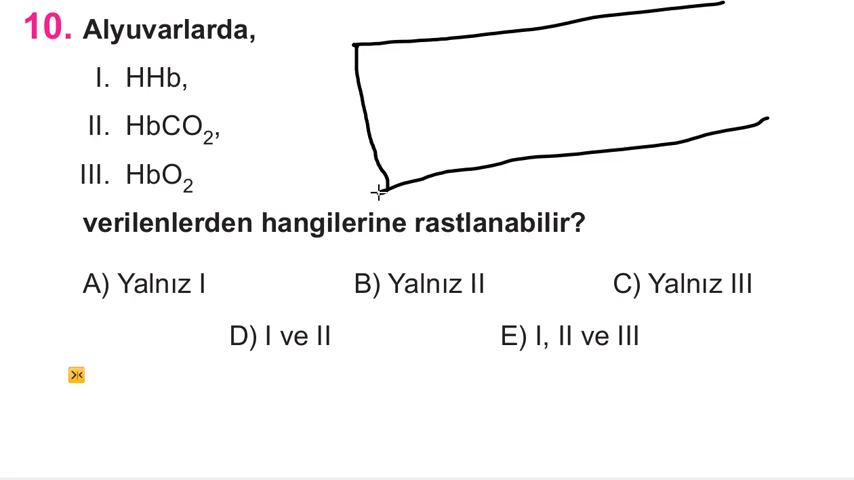 10. Alyuvarlarda,
I. HHb,
II. HbCO₂,
III. HbO₂
verilenlerden hangilerine rastlanabilir?
A) Yalnız I B) Yalnız II C) Yalnız III
D) I ve II E) I, II ve III